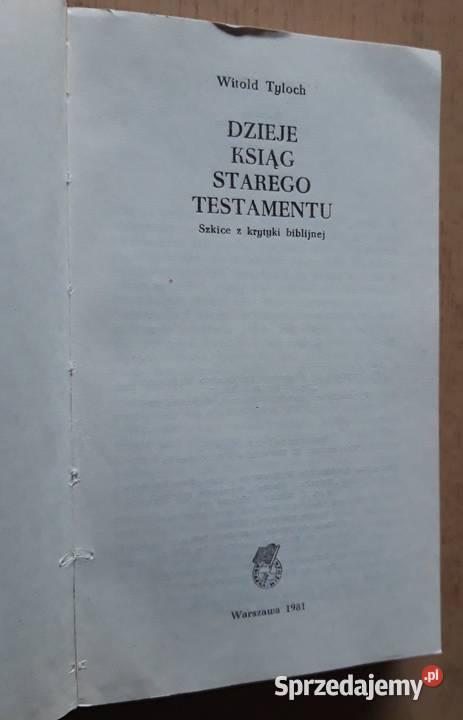 Witold Tyloch
DZIEJE
KSIĄG
STAREGO
TESTAMENTU
Szkice z krytyki biblijnej
Warszawa 1981
Sprzedajemy.pl